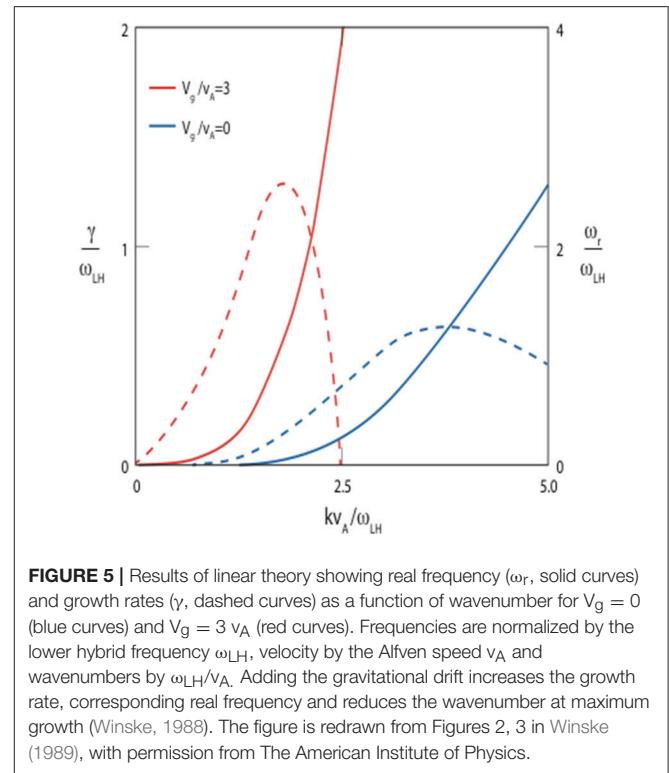 2
4
V_g/v_A=3
V_g/v_A=0
γ
ω_LH
1
2
ω_r
ω_LH
0
0
0
2.5
5.0
kv_A/ω_LH
FIGURE 5 | Results of linear theory showing real frequency (ω_r, solid curves)
and growth rates (γ, dashed curves) as a function of wavenumber for V_g = 0
(blue curves) and V_g = 3 v_A (red curves). Frequencies are normalized by the
lower hybrid frequency ω_LH, velocity by the Alfven speed v_A and
wavenumbers by ω_LH/v_A. Adding the gravitational drift increases the growth
rate, corresponding real frequency and reduces the wavenumber at maximum
growth (Winske, 1988). The figure is redrawn from Figures 2, 3 in Winske
(1989), with permission from The American Institute of Physics.